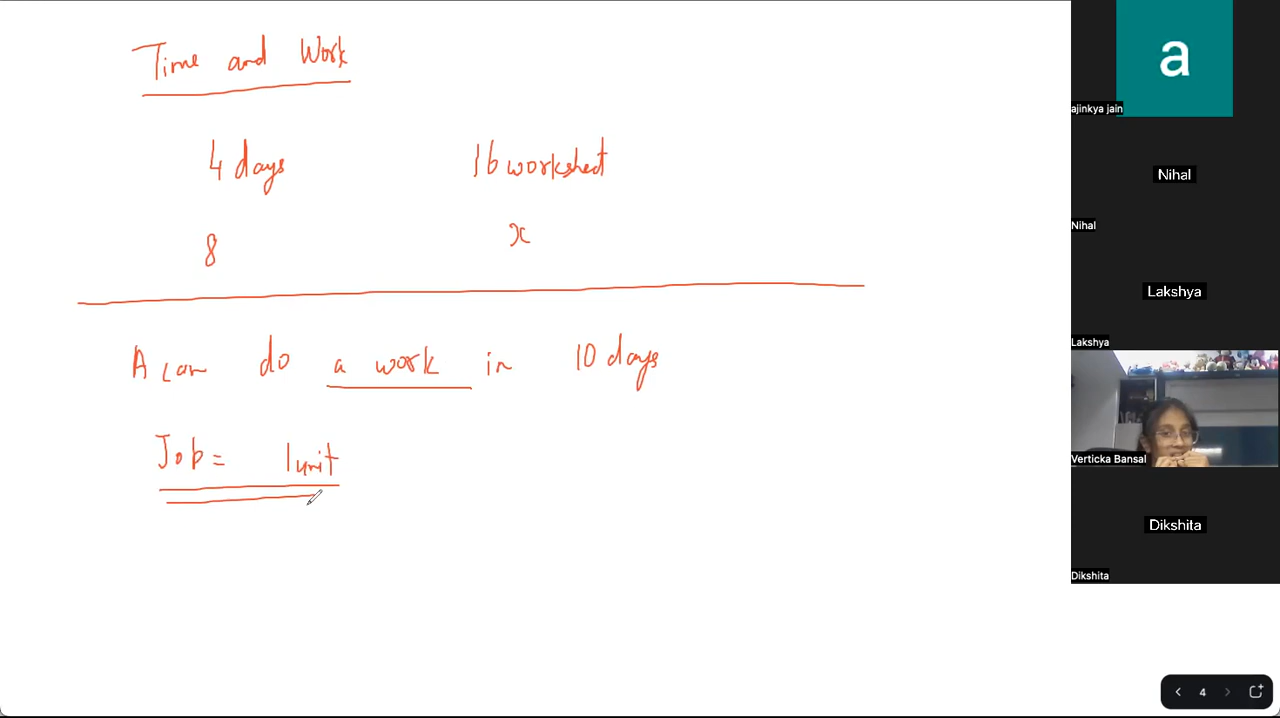 Time and Work
4 days 16 worksheet
8 x
A can do a work in 10 days
Job = 1 unit
a
ajinkya jain
Nihal
Nihal
Lakshya
Lakshya
Verticka Bansal
Dikshita
Dikshita
4